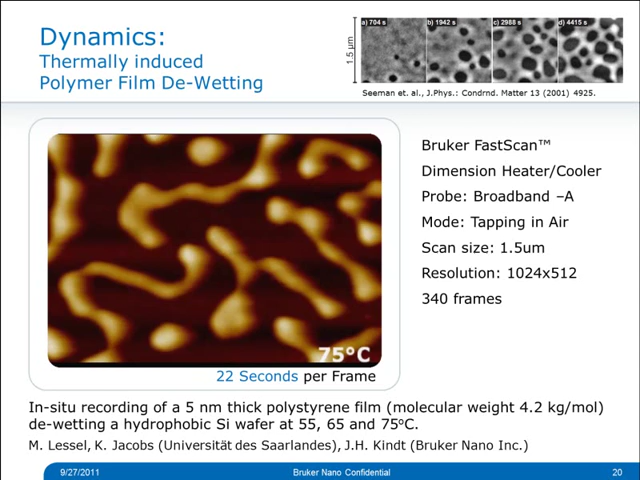 Dynamics:
Thermally induced
Polymer Film De-Wetting
a) 704 s
b) 1942 s
c) 2988 s
d) 4415 s
1.5 µm
Seeman et. al., J.Phys.: Condrnd. Matter 13 (2001) 4925.
Bruker FastScan™
Dimension Heater/Cooler
Probe: Broadband –A
Mode: Tapping in Air
Scan size: 1.5um
Resolution: 1024x512
340 frames
75°C
22 Seconds per Frame
In-situ recording of a 5 nm thick polystyrene film (molecular weight 4.2 kg/mol)
de-wetting a hydrophobic Si wafer at 55, 65 and 75ºC.
M. Lessel, K. Jacobs (Universität des Saarlandes), J.H. Kindt (Bruker Nano Inc.)
9/27/2011
Bruker Nano Confidential
20